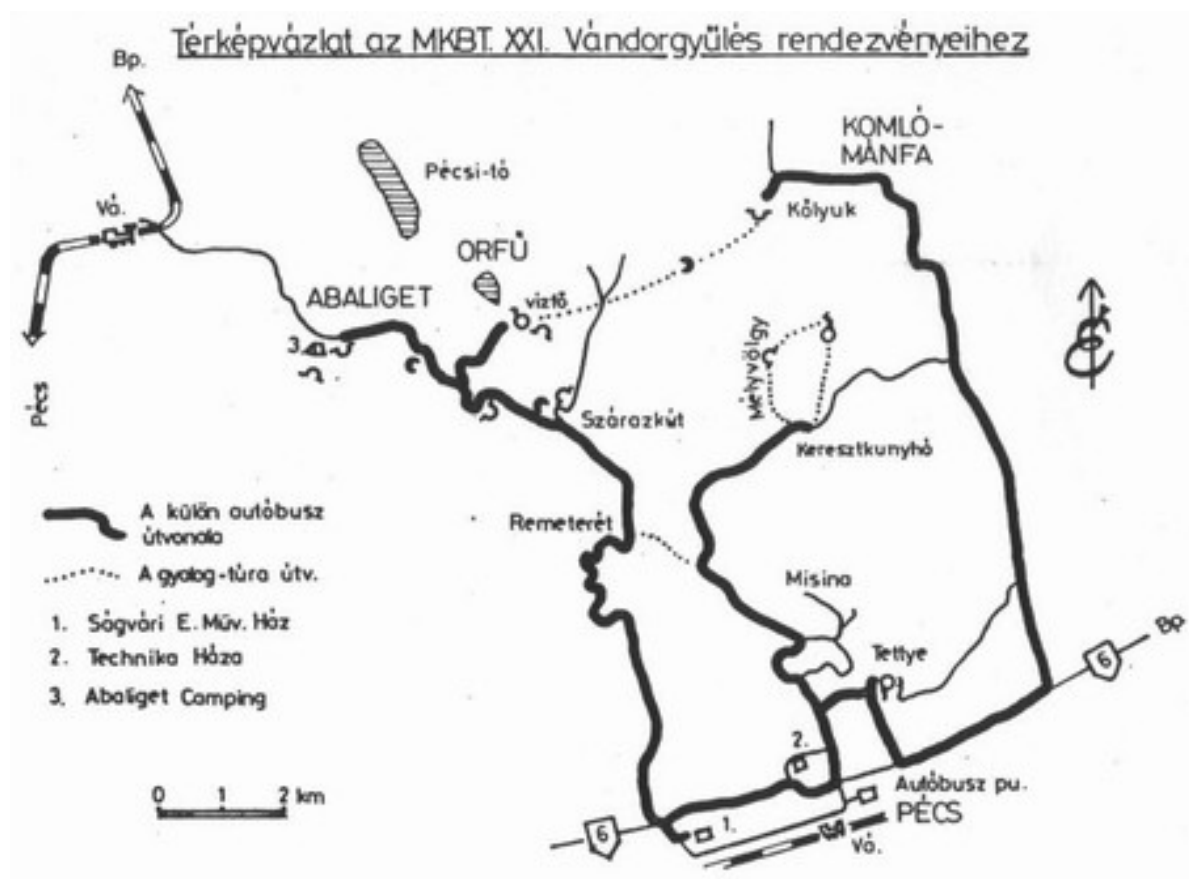 Térképvázlat az MKBT. XXI. Vándorgyűlés rendezvényeihez
Bp.
KOMLÓ-
MÁNFA
Pécsi-tó
Vá.
Kőlyuk
ORFŰ
ABALIGET
víztő
3.
Mélyvölgy
Pécs
Szárazkút
Keresztkunyhó
A külön autóbusz
útvonala
Remeterét
A gyalog-túra útv.
Misina
1. Ságvári E. Műv. Ház
2. Technika Háza
3. Abaliget Camping
Tettye
6
Bp
2.
0 1 2 km
Autóbusz pu.
PÉCS
6
1.
Vá.